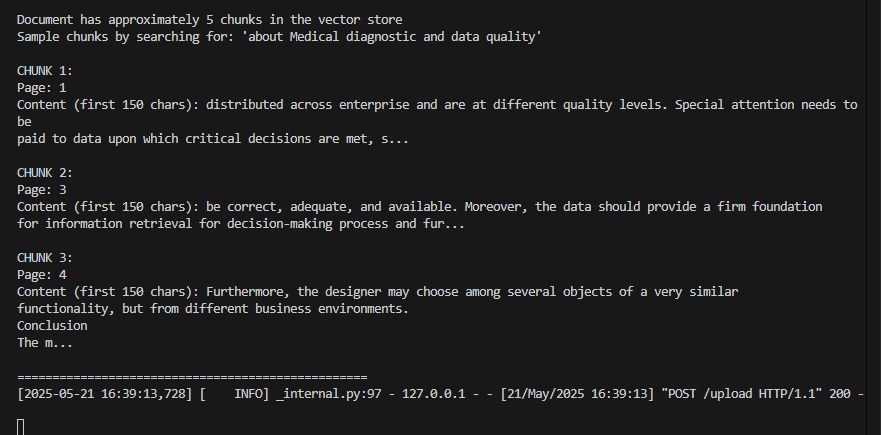 Document has approximately 5 chunks in the vector store
Sample chunks by searching for: 'about Medical diagnostic and data quality'
CHUNK 1:
Page: 1
Content (first 150 chars): distributed across enterprise and are at different quality levels. Special attention needs to
be
paid to data upon which critical decisions are met, s...
CHUNK 2:
Page: 3
Content (first 150 chars): be correct, adequate, and available. Moreover, the data should provide a firm foundation
for information retrieval for decision-making process and fur...
CHUNK 3:
Page: 4
Content (first 150 chars): Furthermore, the designer may choose among several objects of a very similar
functionality, but from different business environments.
Conclusion
The m...
==================================================
[2025-05-21 16:39:13,728] [    INFO] _internal.py:97 - 127.0.0.1 - - [21/May/2025 16:39:13] "POST /upload HTTP/1.1" 200 -